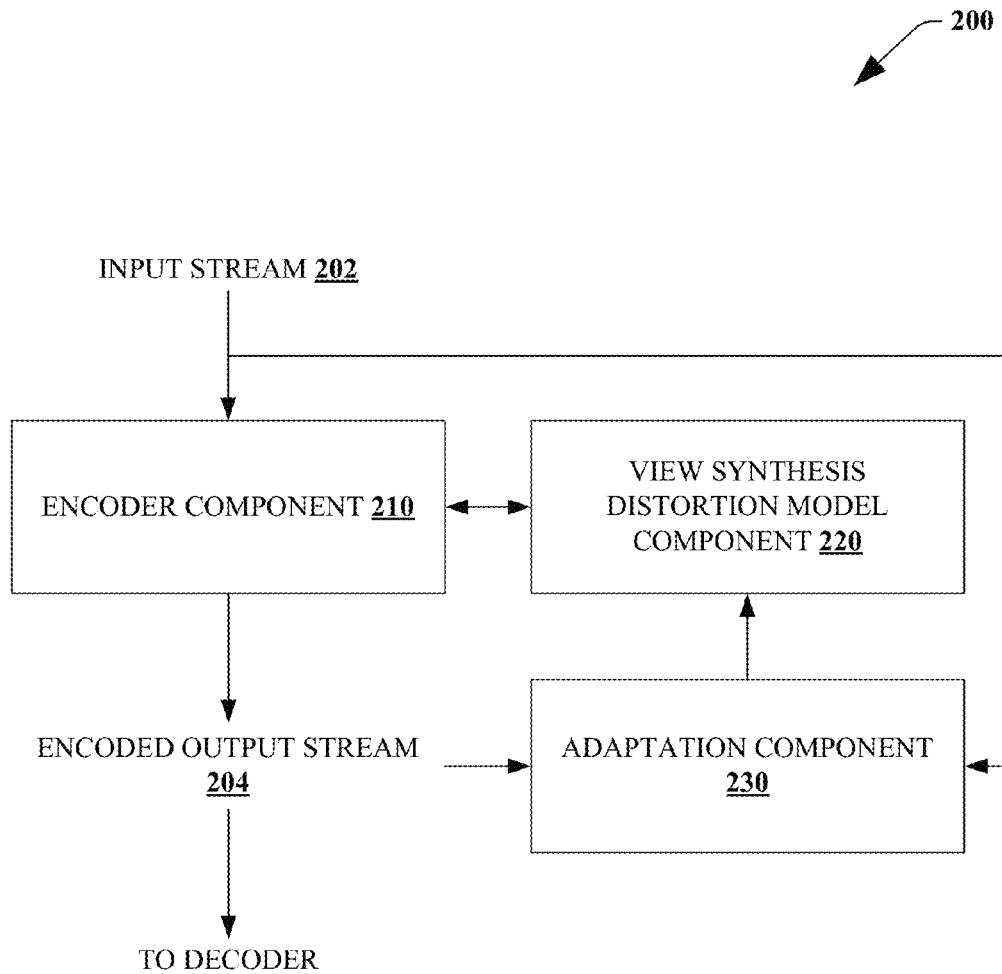 200
INPUT STREAM 202
ENCODER COMPONENT 210
VIEW SYNTHESIS
DISTORTION MODEL
COMPONENT 220
ENCODED OUTPUT STREAM
204
ADAPTATION COMPONENT
230
TO DECODER